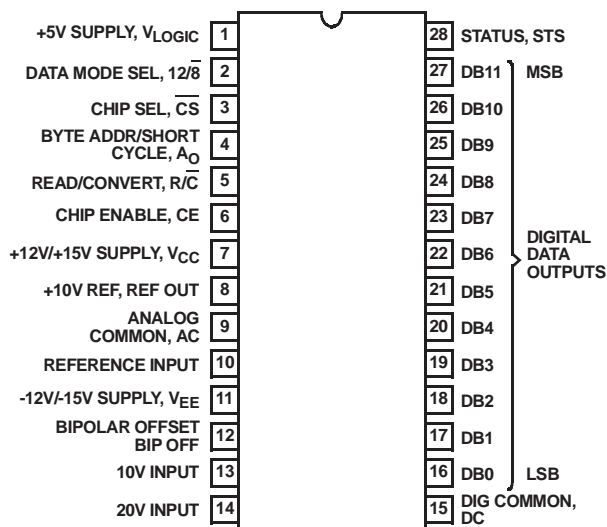 +5V SUPPLY, VLOGIC 1
DATA MODE SEL, 12/8̅ 2
CHIP SEL, C̅S̅ 3
BYTE ADDR/SHORT
CYCLE, AO 4
READ/CONVERT, R/C̅ 5
CHIP ENABLE, CE 6
+12V/+15V SUPPLY, VCC 7
+10V REF, REF OUT 8
ANALOG
COMMON, AC 9
REFERENCE INPUT 10
-12V/-15V SUPPLY, VEE 11
BIPOLAR OFFSET
BIP OFF 12
10V INPUT 13
20V INPUT 14
28 STATUS, STS
27 DB11 MSB
26 DB10
25 DB9
24 DB8
23 DB7
22 DB6
21 DB5
20 DB4
19 DB3
18 DB2
17 DB1
16 DB0 LSB
15 DIG COMMON,
DC
DIGITAL
DATA
OUTPUTS